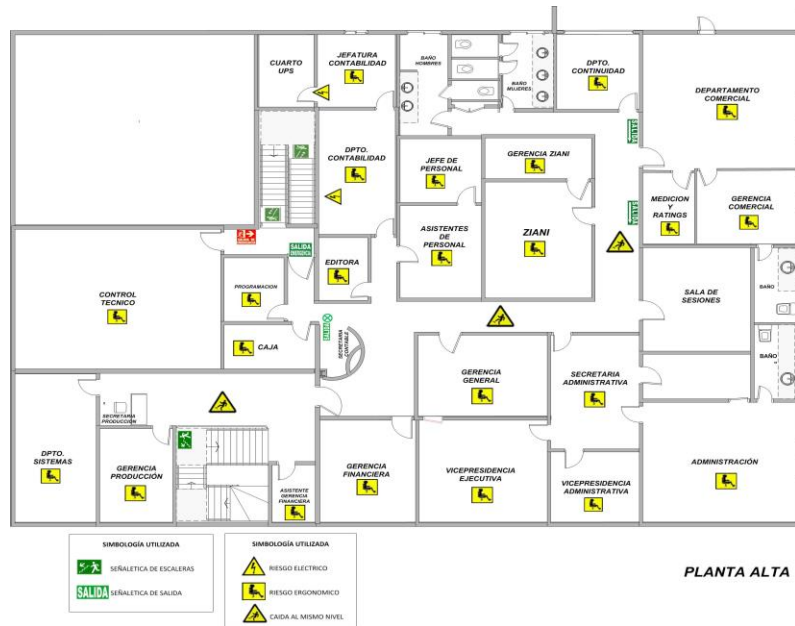 CUARTO
UPS
JEFATURA
CONTABILIDAD
BAÑO
HOMBRES
BAÑO
MUJERES
DPTO.
CONTINUIDAD
DEPARTAMENTO
COMERCIAL
DPTO.
CONTABILIDAD
JEFE DE
PERSONAL
GERENCIA ZIANI
SALIDA
MEDICION
Y
RATINGS
GERENCIA
COMERCIAL
SALIDA
ASISTENTES
DE
PERSONAL
ZIANI
SALIDA
EDITORA
CONTROL
TECNICO
PROGRAMACION
BAÑO
SALA DE
SESIONES
CAJA
SECRETARIA
CONTABLE
BAÑO
GERENCIA
GENERAL
SECRETARIA
ADMINISTRATIVA
SECRETARIA
PRODUCCIÓN
DPTO.
SISTEMAS
GERENCIA
PRODUCCIÓN
ASISTENTE
GERENCIA
FINANCIERA
GERENCIA
FINANCIERA
VICEPRESIDENCIA
EJECUTIVA
VICEPRESIDENCIA
ADMINISTRATIVA
ADMINISTRACIÓN
SIMBOLOGÍA UTILIZADA
SEÑALETICA DE ESCALERAS
SALIDA SEÑALETICA DE SALIDA
SIMBOLOGÍA UTILIZADA
RIESGO ELECTRICO
RIESGO ERGONOMICO
CAIDA AL MISMO NIVEL
PLANTA ALTA